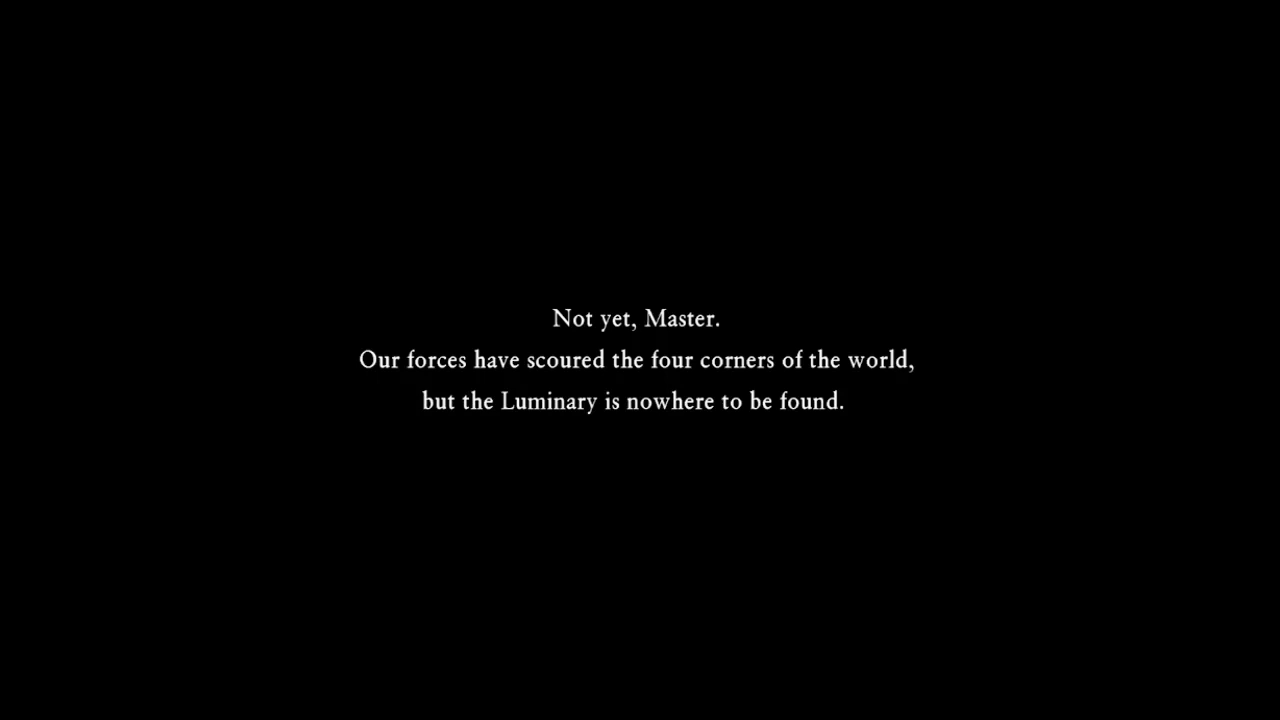 Not yet, Master.
Our forces have scoured the four corners of the world,
but the Luminary is nowhere to be found.